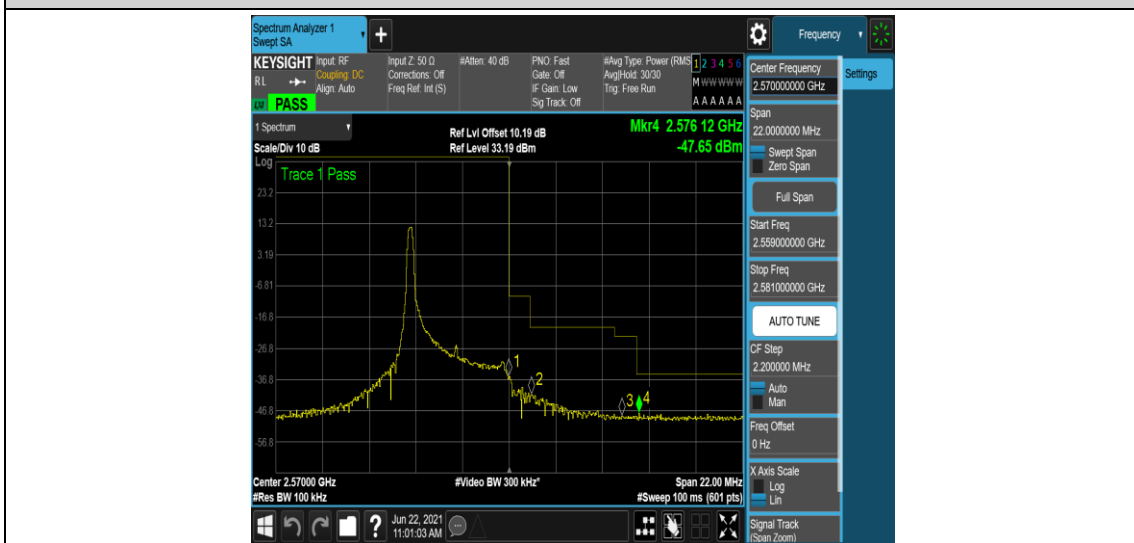 Spectrum Analyzer 1
Swept SA
+
Frequency
KEYSIGHT
RL
Input: RF
Coupling: DC
Align: Auto
Input Z: 50 Ω
Corrections: Off
Freq Ref: Int (S)
#Atten: 40 dB
PNO: Fast
Gate: Off
IF Gain: Low
Sig Track: Off
#Avg Type: Power (RMS
Avg|Hold: 30/30
Trig: Free Run
1 2 3 4 5 6
M W W W W W
A A A A A A
PASS
1 Spectrum
Scale/Div 10 dB
Ref Lvl Offset 10.19 dB
Ref Level 33.19 dBm
Mkr4 2.576 12 GHz
-47.65 dBm
Log
Trace 1 Pass
23.2
13.2
3.19
-6.81
-16.8
-26.8
-36.8
-46.8
-56.8
1
2
3
4
Center 2.57000 GHz
#Video BW 300 kHz*
Span 22.00 MHz
#Res BW 100 kHz
#Sweep 100 ms (601 pts)
?
Jun 22, 2021
11:01:03 AM
Center Frequency
2.570000000 GHz
Settings
Span
22.0000000 MHz
Swept Span
Zero Span
Full Span
Start Freq
2.559000000 GHz
Stop Freq
2.581000000 GHz
AUTO TUNE
CF Step
2.200000 MHz
Auto
Man
Freq Offset
0 Hz
X Axis Scale
Log
Lin
Signal Track
(Span Zoom)